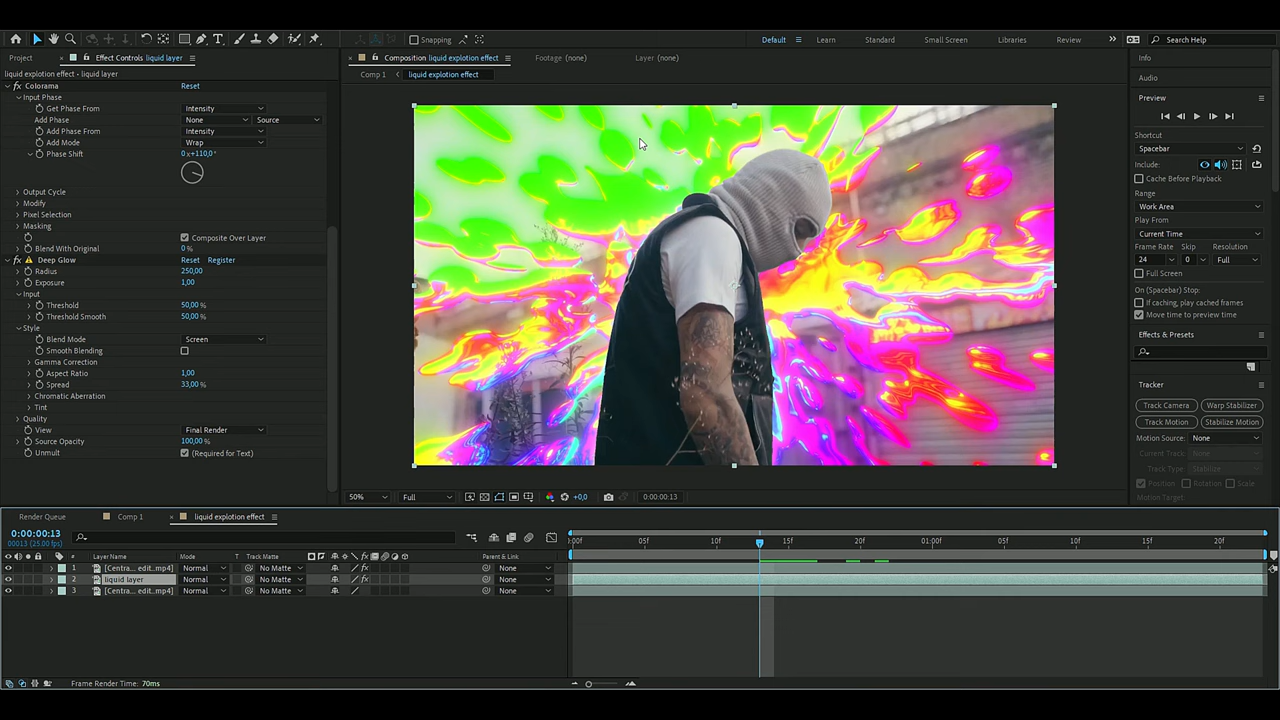 Snapping
Default
Learn
Standard
Small Screen
Libraries
Review
Search Help
Project
Effect Controls liquid layer
Composition liquid explotion effect
Footage (none)
Layer (none)
Info
liquid explotion effect · liquid layer
Comp 1
liquid explotion effect
Audio
Colorama
Reset
Input Phase
Get Phase From
Intensity
Add Phase
None
Source
Add Phase From
Intensity
Add Mode
Wrap
Phase Shift
0x+110,0°
Output Cycle
Modify
Pixel Selection
Masking
Composite Over Layer
Blend With Original
0 %
Deep Glow
Reset
Register
Radius
250,00
Exposure
1,00
Input
Threshold
50,00 %
Threshold Smooth
50,00 %
Style
Blend Mode
Screen
Smooth Blending
Gamma Correction
Aspect Ratio
1,00
Spread
33,00 %
Chromatic Aberration
Tint
Quality
View
Final Render
Source Opacity
100,00 %
Unmult
(Required for Text)
50%
Full
+0,0
0:00:00:13
Preview
Shortcut
Spacebar
Include:
Cache Before Playback
Range
Work Area
Play From
Current Time
Frame Rate
Skip
Resolution
24
0
Full
Full Screen
On (Spacebar) Stop:
If caching, play cached frames
Move time to preview time
Effects & Presets
Tracker
Track Camera
Warp Stabilizer
Track Motion
Stabilize Motion
Motion Source:
None
Current Track:
None
Track Type:
Stabilize
Position
Rotation
Scale
Motion Target:
Render Queue
Comp 1
liquid explotion effect
0:00:00:13
00013 (25.00 fps)
:00f
05f
10f
15f
20f
01:00f
05f
10f
15f
20f
#
Layer Name
Mode
T
Track Matte
Parent & Link
1
[Centra... edit..mp4]
Normal
No Matte
None
2
liquid layer
Normal
No Matte
None
3
[Centra... edit..mp4]
Normal
No Matte
None
Frame Render Time: 70ms